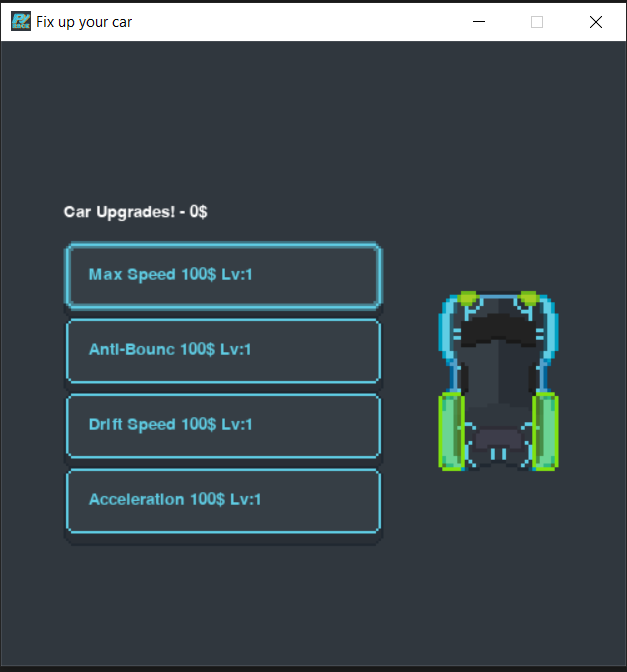 Fix up your car
Car Upgrades! - 0$
Max Speed 100$ Lv:1
Anti-Bounc 100$ Lv:1
Drift Speed 100$ Lv:1
Acceleration 100$ Lv:1